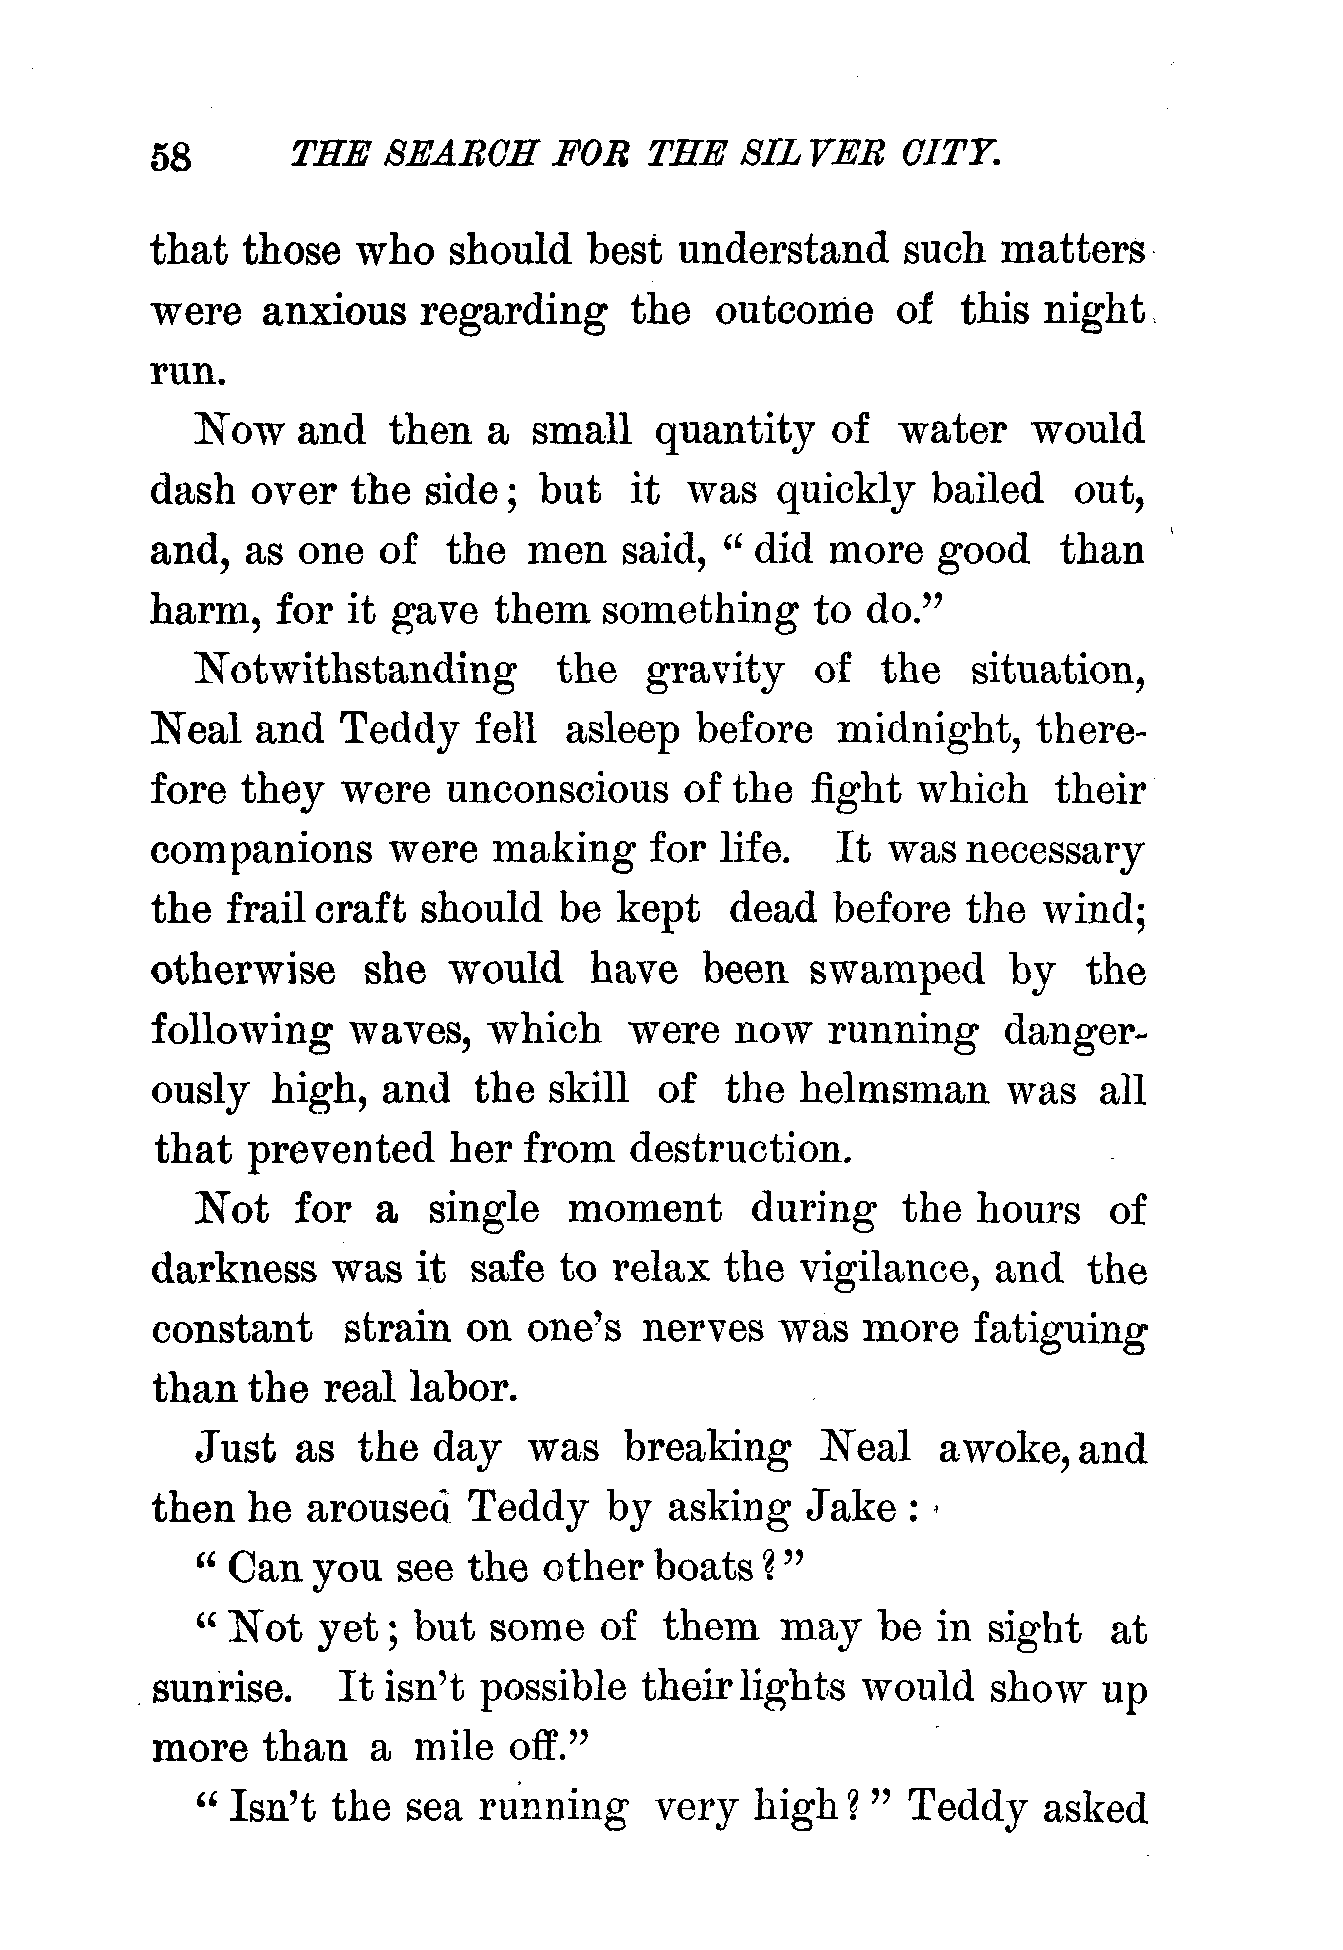 58 THE SEARCH FOR THE SILVER CITY.
that those who should best understand such matters
were anxious regarding the outcome of this night
run.
Now and then a small quantity of water would
dash over the side; but it was quickly bailed out,
and, as one of the men said, “ did more good than
harm, for it gave them something to do.”
Notwithstanding the gravity of the situation,
Neal and Teddy fell asleep before midnight, there-
fore they were unconscious of the fight which their
companions were making for life. It was necessary
the frail craft should be kept dead before the wind;
otherwise she would have been swamped by the
following waves, which were now running danger-
ously high, and the skill of the helmsman was all
that prevented her from destruction.
Not for a single moment during the hours of
darkness was it safe to relax the vigilance, and the
constant strain on one’s nerves was more fatiguing
than the real labor.
Just as the day was breaking Neal awoke, and
then he aroused Teddy by asking Jake :
“ Can you see the other boats ? ”
“ Not yet ; but some of them may be in sight at
sunrise. It isn’t possible their lights would show up
more than a mile off.”
“ Isn’t the sea running very high ? ” Teddy asked